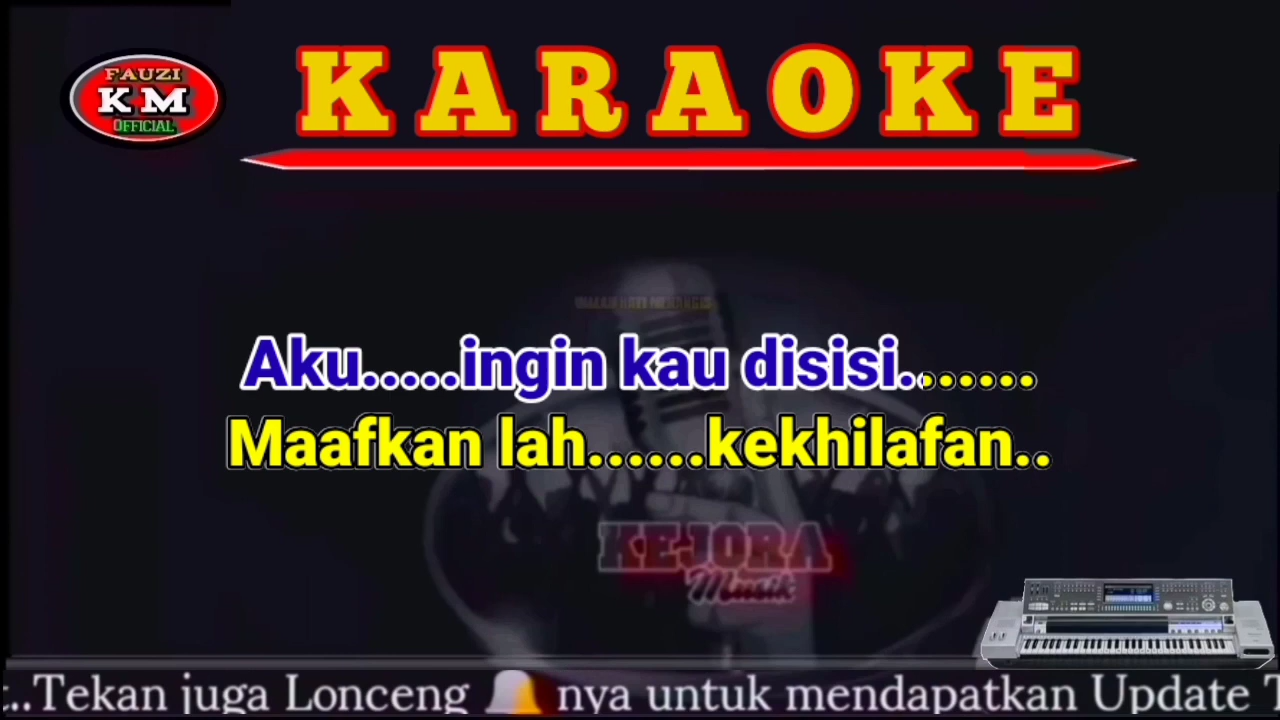 FAUZI
KM
OFFICIAL
KARAOKE
Aku.....ingin kau disisi.......
Maafkan lah......kekhilafan..
KEJORA
Musik
..Tekan juga Lonceng nya untuk mendapatkan Update